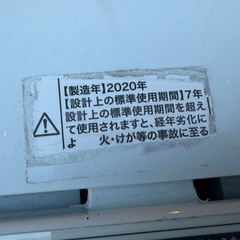 【製造年】2020年
【設計上の標準使用期間】7年
設計上の標準使用期間を超え
て使用されますと、経年劣化に
よ 火・けが等の事故に至る